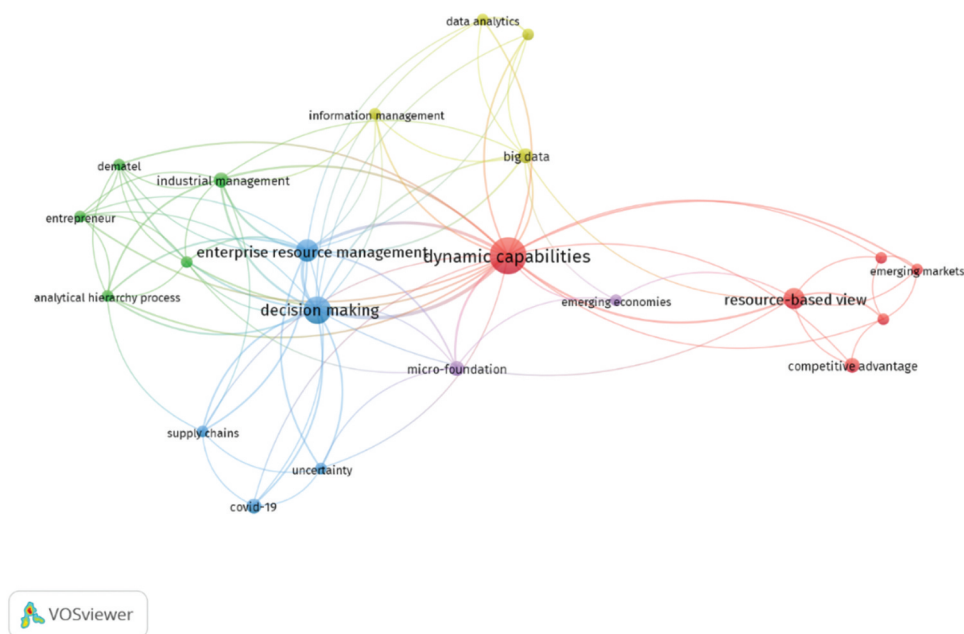 data analytics
information management
big data
dematel
industrial management
entrepreneur
enterprise resource management
dynamic capabilities
emerging markets
analytical hierarchy process
decision making
emerging economies
resource-based view
micro-foundation
competitive advantage
supply chains
uncertainty
covid-19
VOSviewer